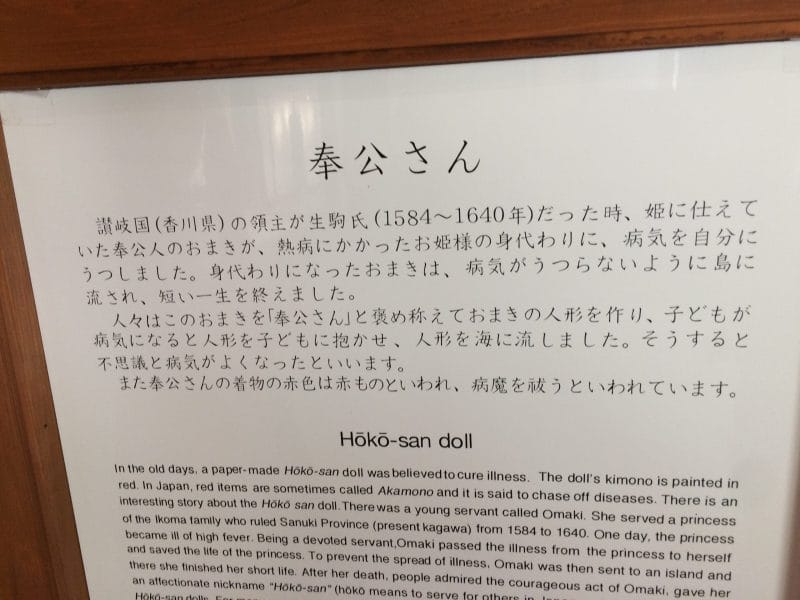 奉公さん
讃岐国(香川県)の領主が生駒氏(1584〜1640年)だった時、姫に仕えて
いた奉公人のおまきが、熱病にかかったお姫様の身代わりに、病気を自分に
うつしました。身代わりになったおまきは、病気がうつらないように島に
流され、短い一生を終えました。
人々はこのおまきを「奉公さん」と褒め称えておまきの人形を作り、子どもが
病気になると人形を子どもに抱かせ、人形を海に流しました。そうすると
不思議と病気がよくなったといいます。
また奉公さんの着物の赤色は赤ものといわれ、病魔を祓うといわれています。
Hōkō-san doll
In the old days, a paper-made Hōkō-san doll was believed to cure illness. The doll's kimono is painted in
red. In Japan, red items are sometimes called Akamono and it is said to chase off diseases. There is an
interesting story about the Hōkō san doll. There was a young servant called Omaki. She served a princess
of the Ikoma family who ruled Sanuki Province (present kagawa) from 1584 to 1640. One day, the princess
became ill of high fever. Being a devoted servant,Omaki passed the illness from the princess to herself
and saved the life of the princess. To prevent the spread of illness, Omaki was then sent to an island and
there she finished her short life. After her death, people admired the courageous act of Omaki, gave her
an affectionate nickname "Hōkō-san" (hōkō means to serve for others in
Hōkō-san dolls.